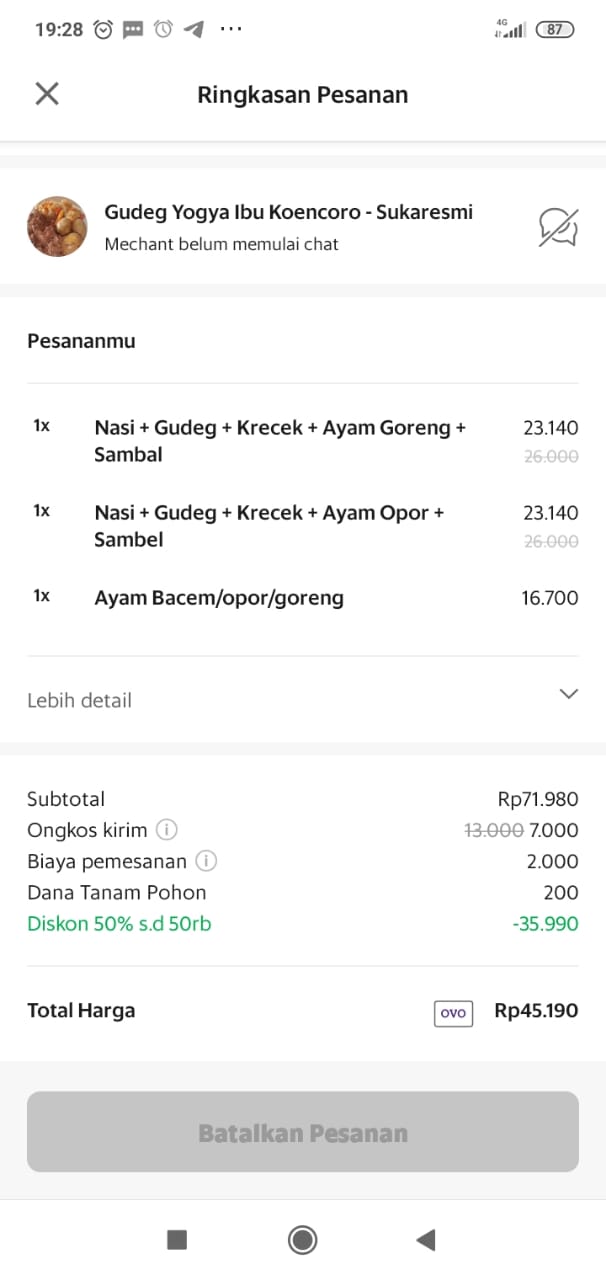 19:28
4G
87
Ringkasan Pesanan
Gudeg Yogya Ibu Koencoro - Sukaresmi
Mechant belum memulai chat
Pesananmu
1x Nasi + Gudeg + Krecek + Ayam Goreng + 23.140
Sambal 26.000
1x Nasi + Gudeg + Krecek + Ayam Opor + 23.140
Sambel 26.000
1x Ayam Bacem/opor/goreng 16.700
Lebih detail
Subtotal Rp71.980
Ongkos kirim 13.000 7.000
Biaya pemesanan 2.000
Dana Tanam Pohon 200
Diskon 50% s.d 50rb -35.990
Total Harga OVO Rp45.190
Batalkan Pesanan